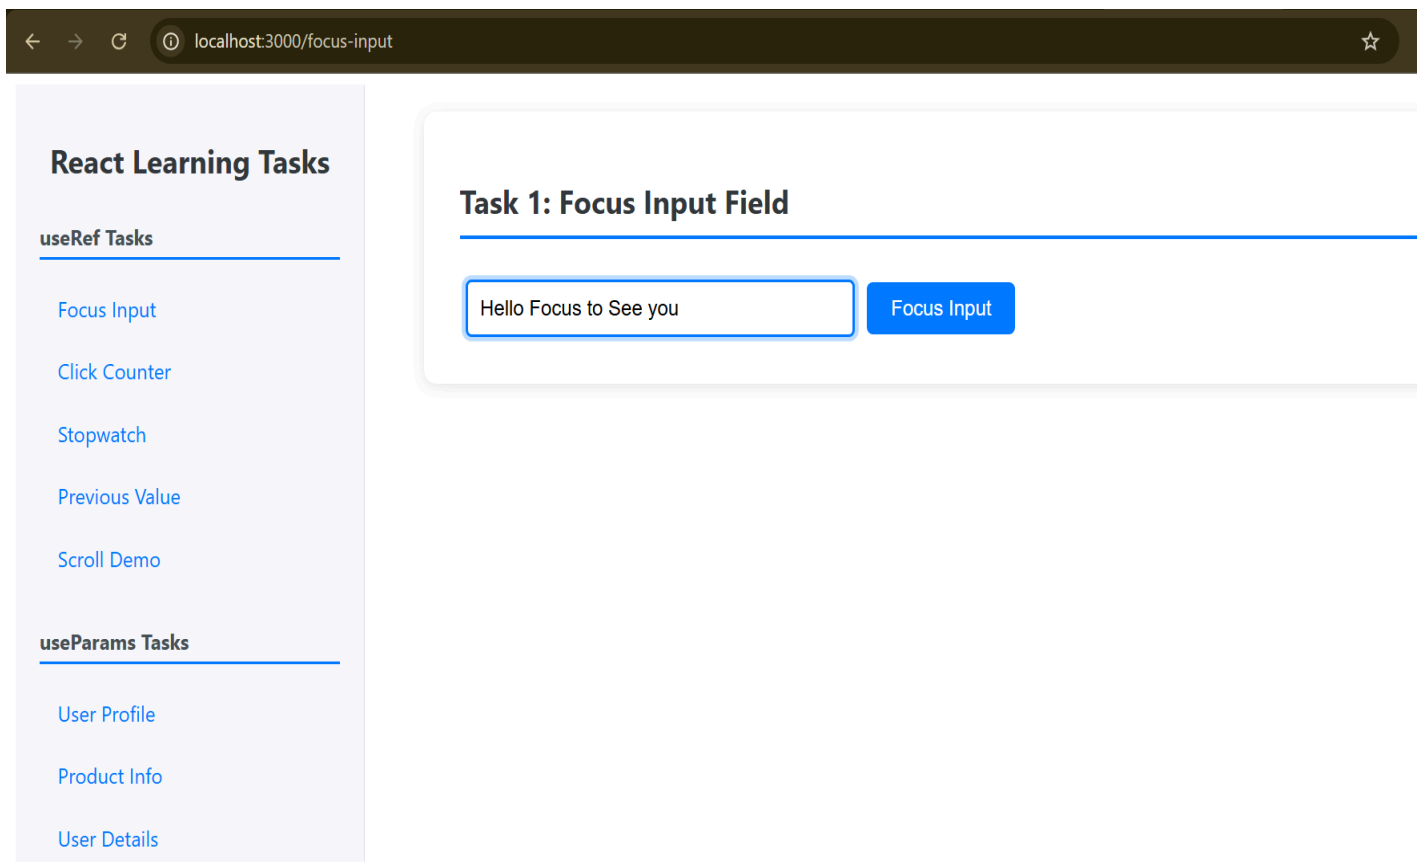 localhost:3000/focus-input
React Learning Tasks
useRef Tasks
Focus Input
Click Counter
Stopwatch
Previous Value
Scroll Demo
useParams Tasks
User Profile
Product Info
User Details
Task 1: Focus Input Field
Hello Focus to See you
Focus Input